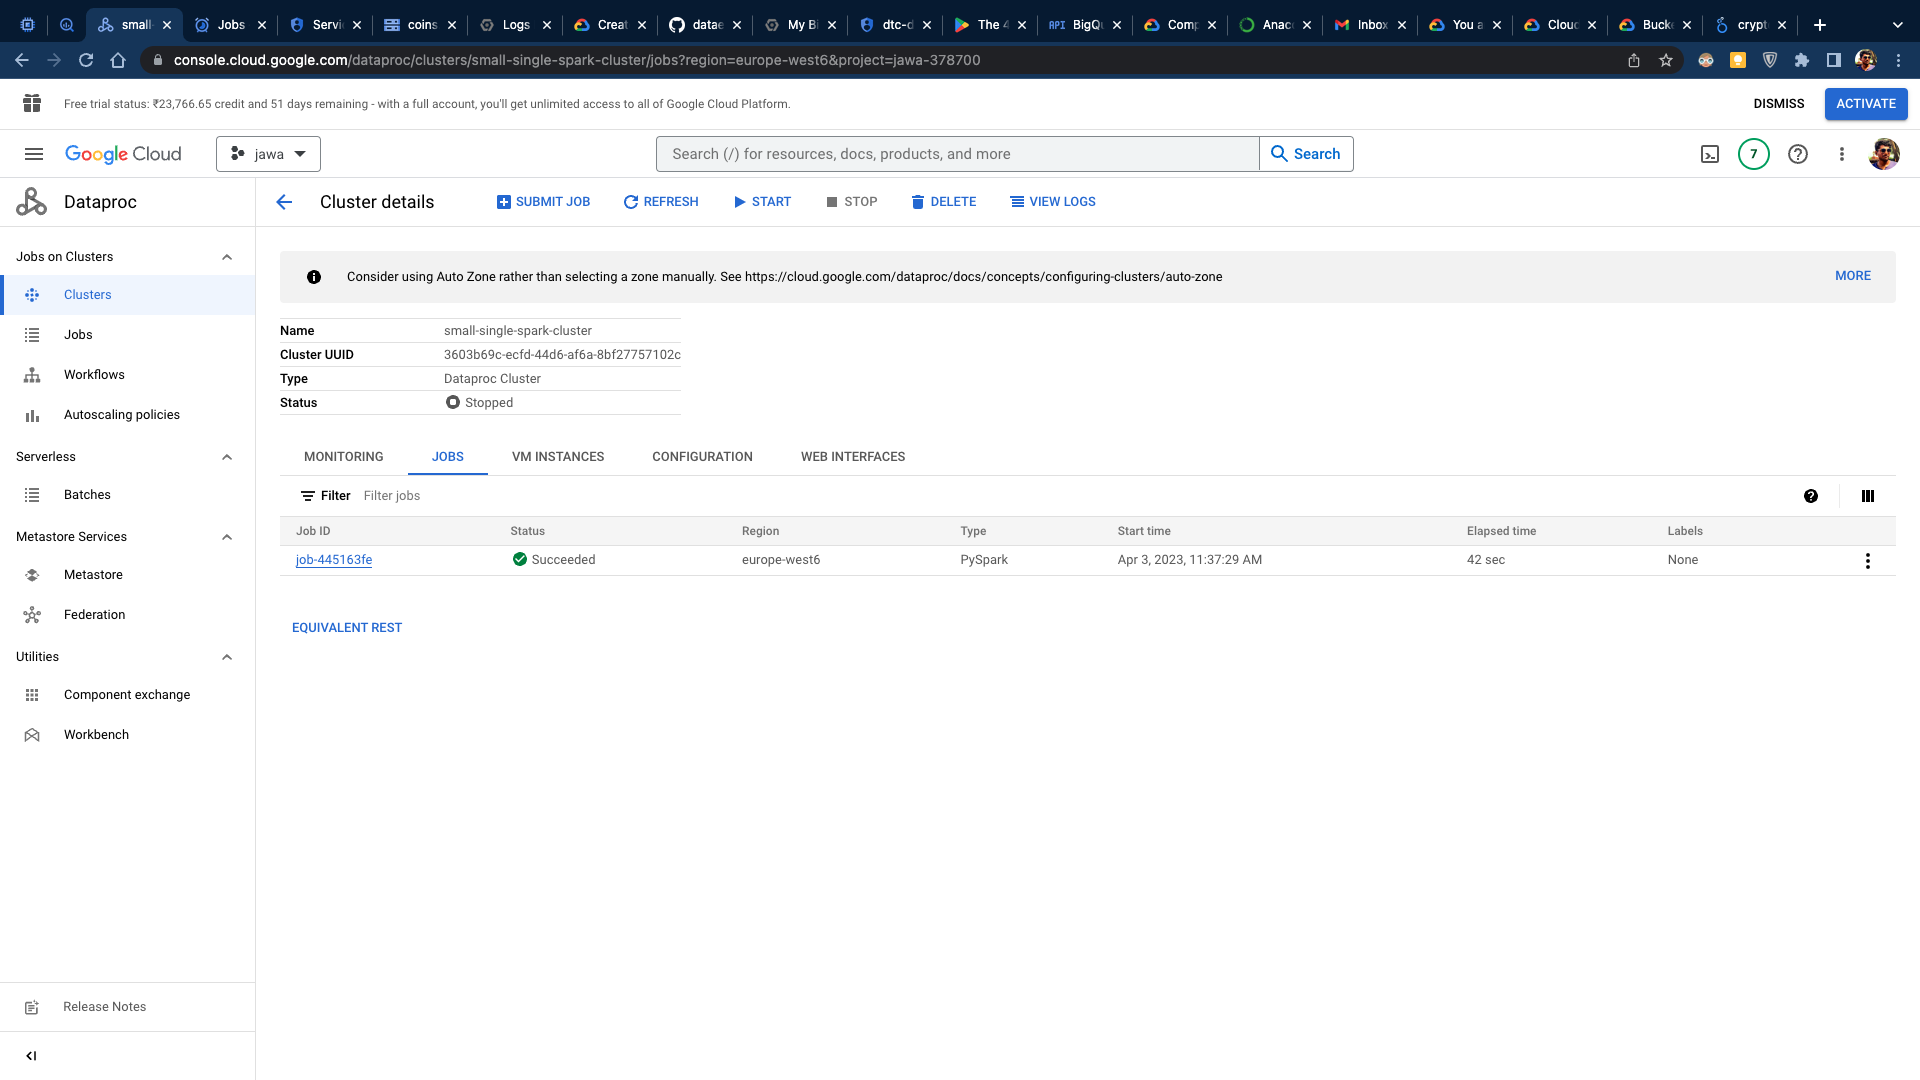 small-
Jobs
Servi
coins
Logs
Creat
datae
My Bi
dtc-d
The 4
API
BigQu
Comp
Anaco
Inbox
You a
Cloud
Bucke
crypt
console.cloud.google.com/dataproc/clusters/small-single-spark-cluster/jobs?region=europe-west6&project=jawa-378700
Free trial status: ₹23,766.65 credit and 51 days remaining - with a full account, you'll get unlimited access to all of Google Cloud Platform.
DISMISS
ACTIVATE
Google Cloud
jawa
Search (/) for resources, docs, products, and more
Search
7
Dataproc
Cluster details
SUBMIT JOB
REFRESH
START
STOP
DELETE
VIEW LOGS
Jobs on Clusters
Clusters
Jobs
Workflows
Autoscaling policies
Serverless
Batches
Metastore Services
Metastore
Federation
Utilities
Component exchange
Workbench
Release Notes
Consider using Auto Zone rather than selecting a zone manually. See https://cloud.google.com/dataproc/docs/concepts/configuring-clusters/auto-zone
MORE
Name small-single-spark-cluster
Cluster UUID 3603b69c-ecfd-44d6-af6a-8bf27757102c
Type Dataproc Cluster
Status Stopped
MONITORING JOBS VM INSTANCES CONFIGURATION WEB INTERFACES
Filter Filter jobs
Job ID Status Region Type Start time Elapsed time Labels
job-445163fe Succeeded europe-west6 PySpark Apr 3, 2023, 11:37:29 AM 42 sec None
EQUIVALENT REST